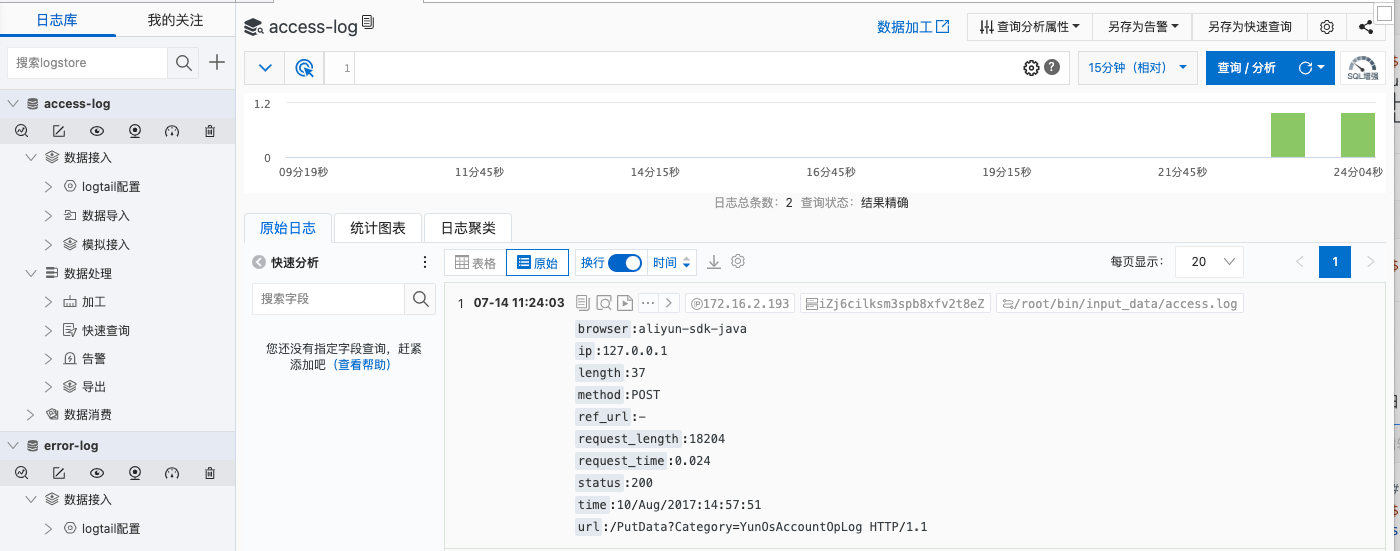 日志库 我的关注
搜索logstore
access-log
数据接入
logtail配置
数据导入
模拟接入
数据处理
加工
快速查询
告警
导出
数据消费
error-log
数据接入
logtail配置
access-log
数据加工 查询分析属性 另存为告警 另存为快速查询
1 15分钟（相对） 查询 / 分析 SQL增强
1.2
0
09分19秒 11分45秒 14分15秒 16分45秒 19分15秒 21分45秒 24分04秒
日志总条数：2 查询状态：结果精确
原始日志 统计图表 日志聚类
快速分析
搜索字段
您还没有指定字段查询，赶紧
添加吧（查看帮助）
表格 原始 换行 时间 每页显示： 20 1
1 07-14 11:24:03 172.16.2.193 iZj6cilksm3spb8xfv2t8eZ /root/bin/input_data/access.log
browser :aliyun-sdk-java
ip :127.0.0.1
length :37
method :POST
ref_url :-
request_length :18204
request_time :0.024
status :200
time :10/Aug/2017:14:57:51
url :/PutData?Category=YunOsAccountOpLog HTTP/1.1